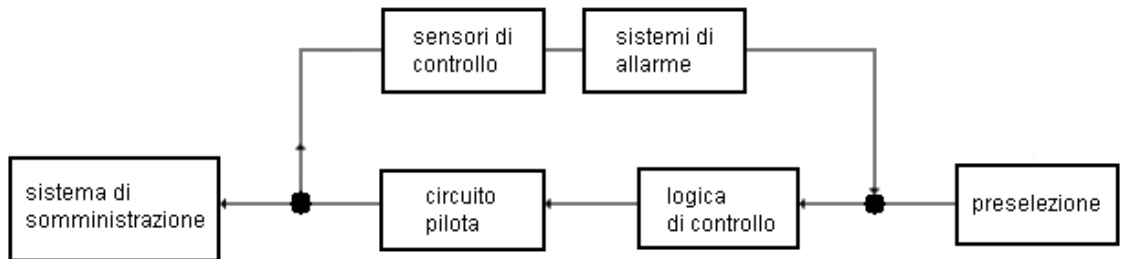 sensori di
controllo
sistemi di
allarme
sistema di
somministrazione
circuito
pilota
logica
di controllo
preselezione